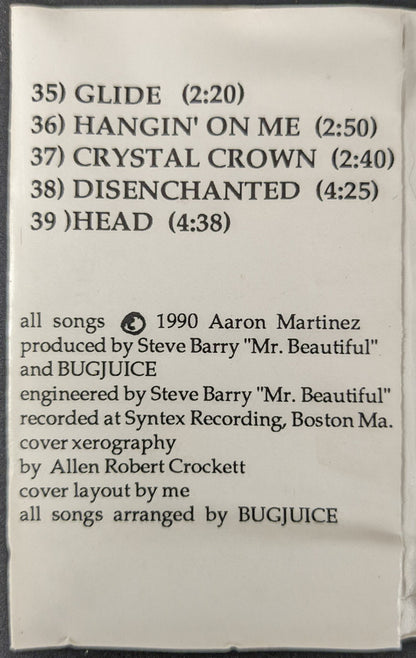 35) GLIDE (2:20)
36) HANGIN' ON ME (2:50)
37) CRYSTAL CROWN (2:40)
38) DISENCHANTED (4:25)
39 )HEAD (4:38)
all songs © 1990 Aaron Martinez
produced by Steve Barry "Mr. Beautiful"
and BUGJUICE
engineered by Steve Barry "Mr. Beautiful"
recorded at Syntex Recording, Boston Ma.
cover xerography
by Allen Robert Crockett
cover layout by me
all songs arranged by BUGJUICE